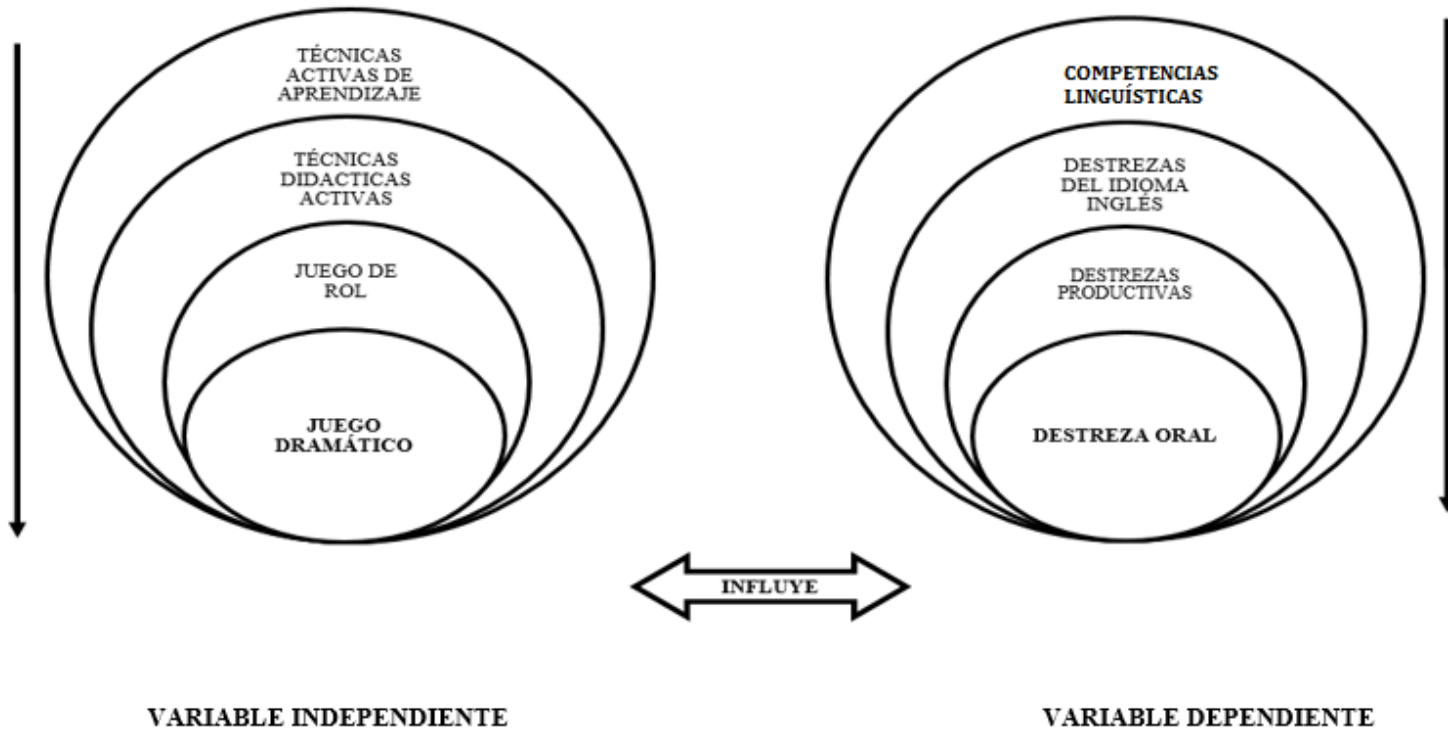 TÉCNICAS
ACTIVAS DE
APRENDIZAJE
TÉCNICAS
DIDACTICAS
ACTIVAS
JUEGO DE
ROL
JUEGO
DRAMÁTICO
COMPETENCIAS
LINGUÍSTICAS
DESTREZAS
DEL IDIOMA
INGLÉS
DESTREZAS
PRODUCTIVAS
DESTREZA ORAL
INFLUYE
VARIABLE INDEPENDIENTE
VARIABLE DEPENDIENTE